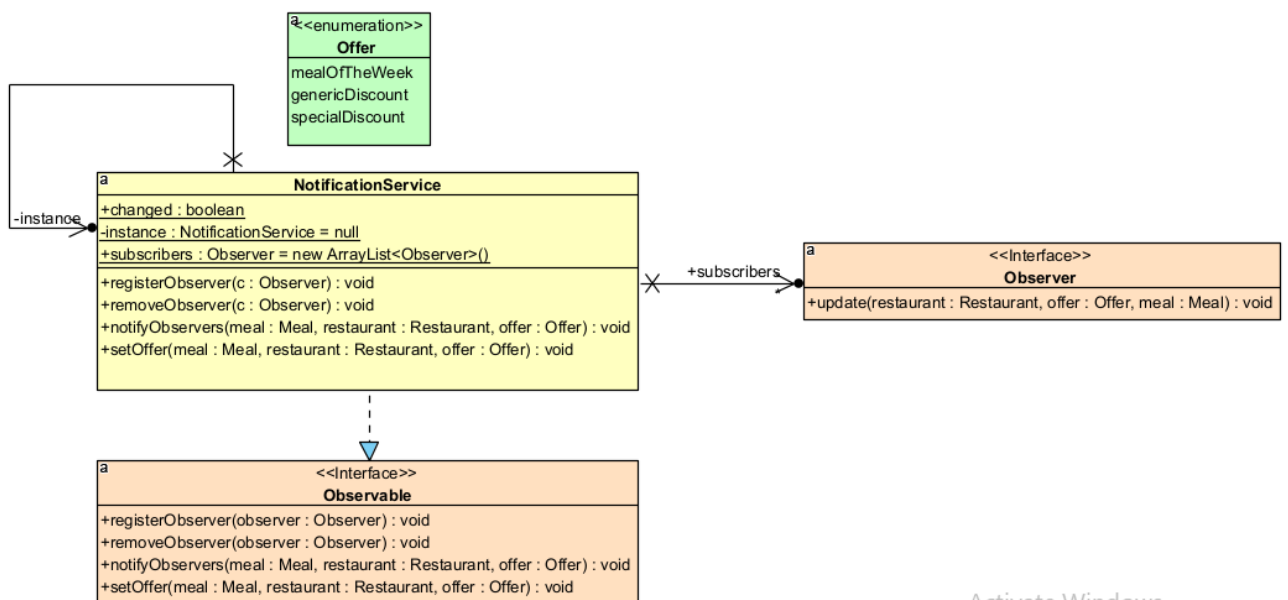 a
<<enumeration>>
Offer
mealOfTheWeek
genericDiscount
specialDiscount
a
NotificationService
+changed : boolean
-instance : NotificationService = null
+subscribers : Observer = new ArrayList<Observer>()
+registerObserver(c : Observer) : void
+removeObserver(c : Observer) : void
+notifyObservers(meal : Meal, restaurant : Restaurant, offer : Offer) : void
+setOffer(meal : Meal, restaurant : Restaurant, offer : Offer) : void
-instance
+subscribers
a
<<Interface>>
Observer
+update(restaurant : Restaurant, offer : Offer, meal : Meal) : void
a
<<Interface>>
Observable
+registerObserver(observer : Observer) : void
+removeObserver(observer : Observer) : void
+notifyObservers(meal : Meal, restaurant : Restaurant, offer : Offer) : void
+setOffer(meal : Meal, restaurant : Restaurant, offer : Offer) : void
Activate Windows